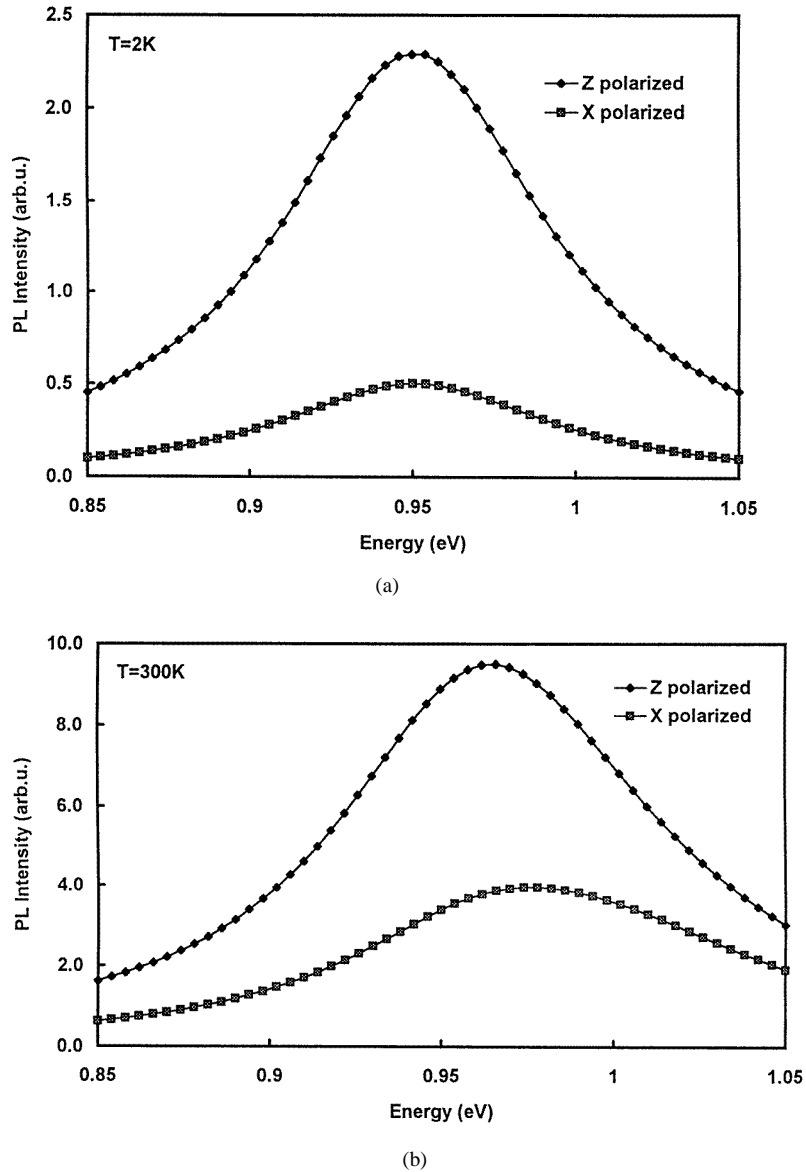 2.5
T=2K
2.0
Z polarized
X polarized
1.5
1.0
0.5
0.0
PL Intensity (arb.u.)
0.85 0.9 0.95 1 1.05
Energy (eV)
(a)
10.0
T=300K
8.0
Z polarized
X polarized
6.0
4.0
2.0
0.0
PL Intensity (arb.u.)
0.85 0.9 0.95 1 1.05
Energy (eV)
(b)